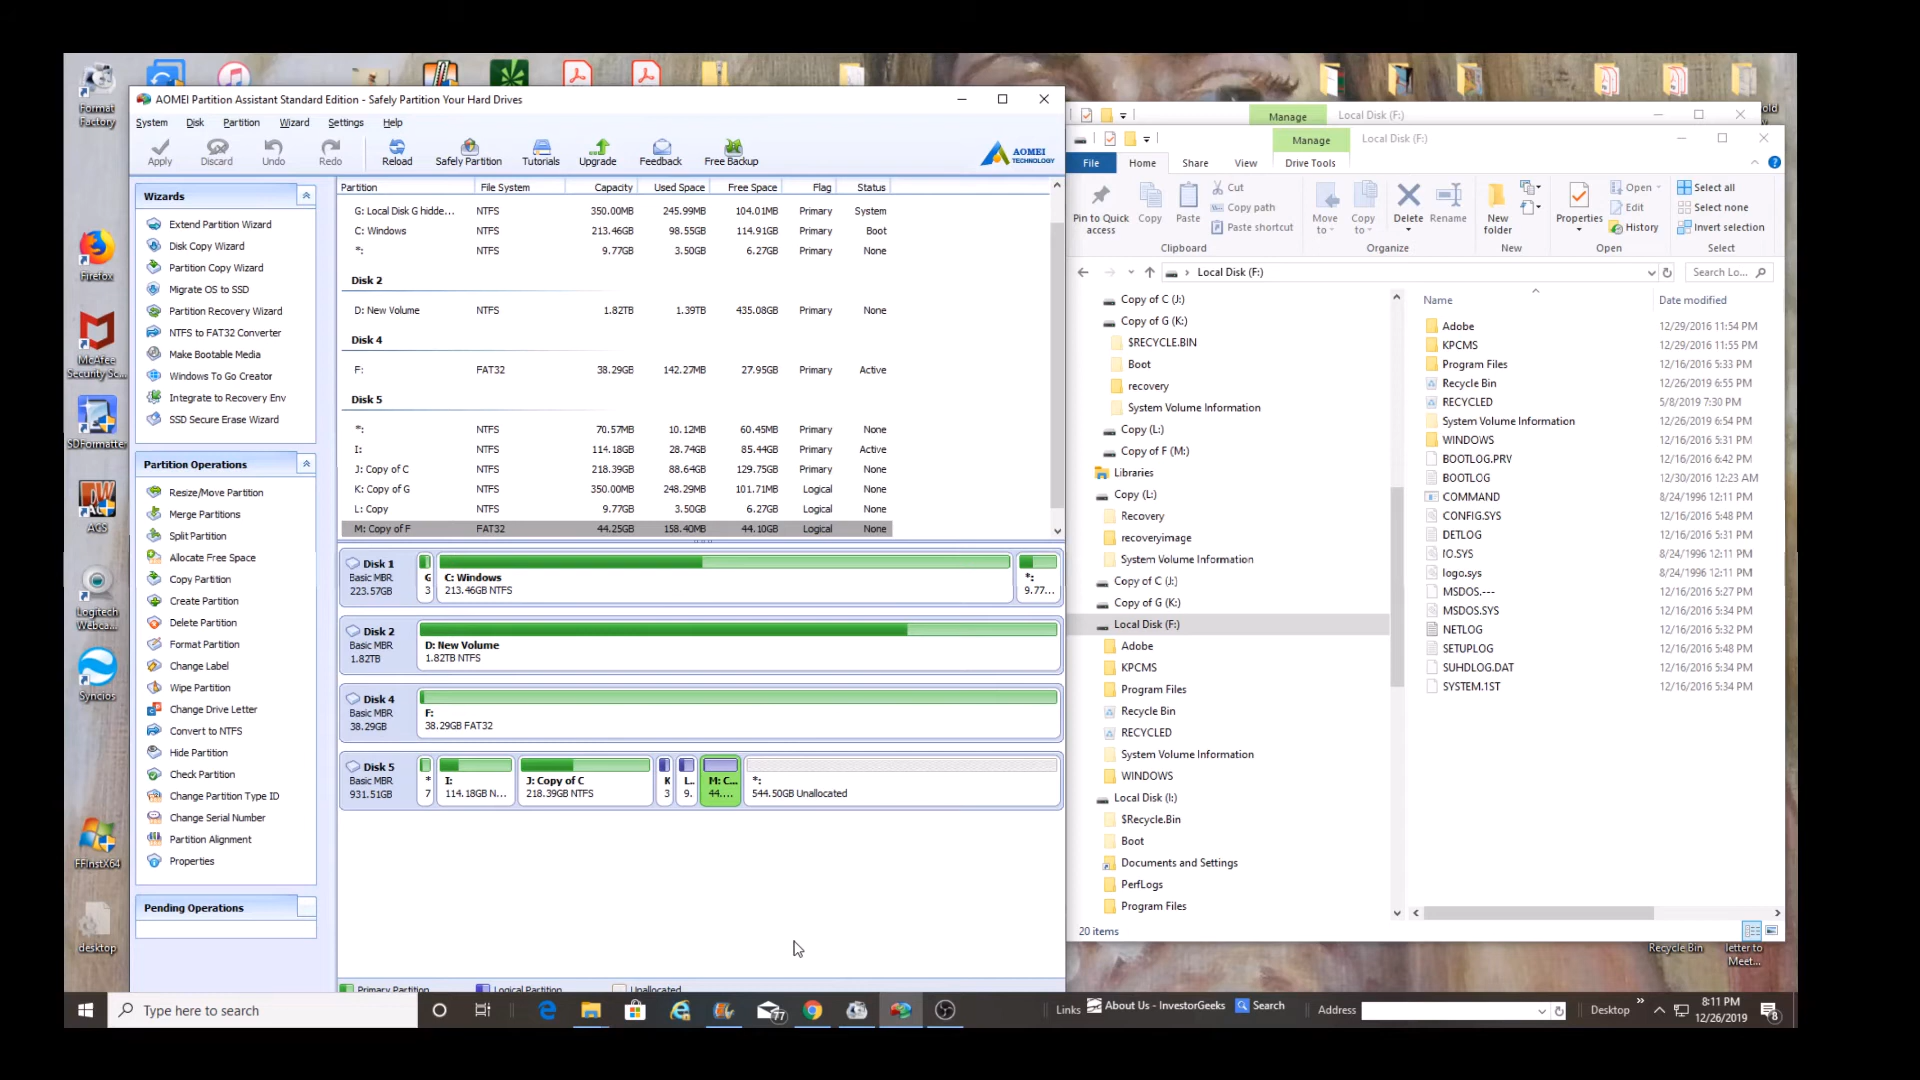 Format
Factory
Firefox
McAfee
Security Sc...
SDFormatter
ACS
Logitech
Webca...
Syncios
FFInstX64
desktop
AOMEI Partition Assistant Standard Edition - Safely Partition Your Hard Drives
System Disk Partition Wizard Settings Help
Apply Discard Undo Redo Reload Safely Partition Tutorials Upgrade Feedback Free Backup
AOMEI
TECHNOLOGY
Wizards
Extend Partition Wizard
Disk Copy Wizard
Partition Copy Wizard
Migrate OS to SSD
Partition Recovery Wizard
NTFS to FAT32 Converter
Make Bootable Media
Windows To Go Creator
Integrate to Recovery Env
SSD Secure Erase Wizard
Partition Operations
Resize/Move Partition
Merge Partitions
Split Partition
Allocate Free Space
Copy Partition
Create Partition
Delete Partition
Format Partition
Change Label
Wipe Partition
Change Drive Letter
Convert to NTFS
Hide Partition
Check Partition
Change Partition Type ID
Change Serial Number
Partition Alignment
Properties
Pending Operations
Partition File System Capacity Used Space Free Space Flag Status
G: Local Disk G hidde... NTFS 350.00MB 245.99MB 104.01MB Primary System
C: Windows NTFS 213.46GB 98.55GB 114.91GB Primary Boot
*: NTFS 9.77GB 3.50GB 6.27GB Primary None
Disk 2
D: New Volume NTFS 1.82TB 1.39TB 435.08GB Primary None
Disk 4
F: FAT32 38.29GB 142.27MB 27.95GB Primary Active
Disk 5
*: NTFS 70.57MB 10.12MB 60.45MB Primary None
I: NTFS 114.18GB 28.74GB 85.44GB Primary Active
J: Copy of C NTFS 218.39GB 88.64GB 129.75GB Primary None
K: Copy of G NTFS 350.00MB 248.29MB 101.71MB Logical None
L: Copy NTFS 9.77GB 3.50GB 6.27GB Logical None
M: Copy of F FAT32 44.25GB 158.40MB 44.10GB Logical None
Disk 1
Basic MBR
223.57GB
G
3
C: Windows
213.46GB NTFS
*:
9.77...
Disk 2
Basic MBR
1.82TB
D: New Volume
1.82TB NTFS
Disk 4
Basic MBR
38.29GB
F:
38.29GB FAT32
Disk 5
Basic MBR
931.51GB
*
7
I:
114.18GB N...
J: Copy of C
218.39GB NTFS
K
3
L.
9.
M: C...
44....
*:
544.50GB Unallocated
Primary Partition Logical Partition Unallocated
Manage Local Disk (F:)
Manage Local Disk (F:)
File Home Share View Drive Tools
Pin to Quick
access
Copy
Paste
Cut
Copy path
Paste shortcut
Clipboard
Move
to
Copy
to
Delete
Rename
Organize
New
folder
New
Properties
Open
Edit
History
Open
Select all
Select none
Invert selection
Select
Local Disk (F:)
Search Lo...
Copy of C (J:)
Copy of G (K:)
$RECYCLE.BIN
Boot
recovery
System Volume Information
Copy (L:)
Copy of F (M:)
Libraries
Copy (L:)
Recovery
recoveryimage
System Volume Information
Copy of C (J:)
Copy of G (K:)
Local Disk (F:)
Adobe
KPCMS
Program Files
Recycle Bin
RECYCLED
System Volume Information
WINDOWS
Local Disk (I:)
$Recycle.Bin
Boot
Documents and Settings
PerfLogs
Program Files
Name Date modified
Adobe 12/29/2016 11:54 PM
KPCMS 12/29/2016 11:55 PM
Program Files 12/16/2016 5:33 PM
Recycle Bin 12/26/2019 6:55 PM
RECYCLED 5/8/2019 7:30 PM
System Volume Information 12/26/2019 6:54 PM
WINDOWS 12/16/2016 5:31 PM
BOOTLOG.PRV 12/16/2016 6:42 PM
BOOTLOG 12/30/2016 12:23 AM
COMMAND 8/24/1996 12:11 PM
CONFIG.SYS 12/16/2016 5:48 PM
DETLOG 12/16/2016 5:31 PM
IO.SYS 8/24/1996 12:11 PM
logo.sys 8/24/1996 12:11 PM
MSDOS.--- 12/16/2016 5:27 PM
MSDOS.SYS 12/16/2016 5:34 PM
NETLOG 12/16/2016 5:32 PM
SETUPLOG 12/16/2016 5:48 PM
SUHDLOG.DAT 12/16/2016 5:34 PM
SYSTEM.1ST 12/16/2016 5:34 PM
20 items
old
Recycle Bin
letter to
Meet...
Type here to search
77
Links About Us - InvestorGeeks Search Address Desktop
8:11 PM
12/26/2019
8